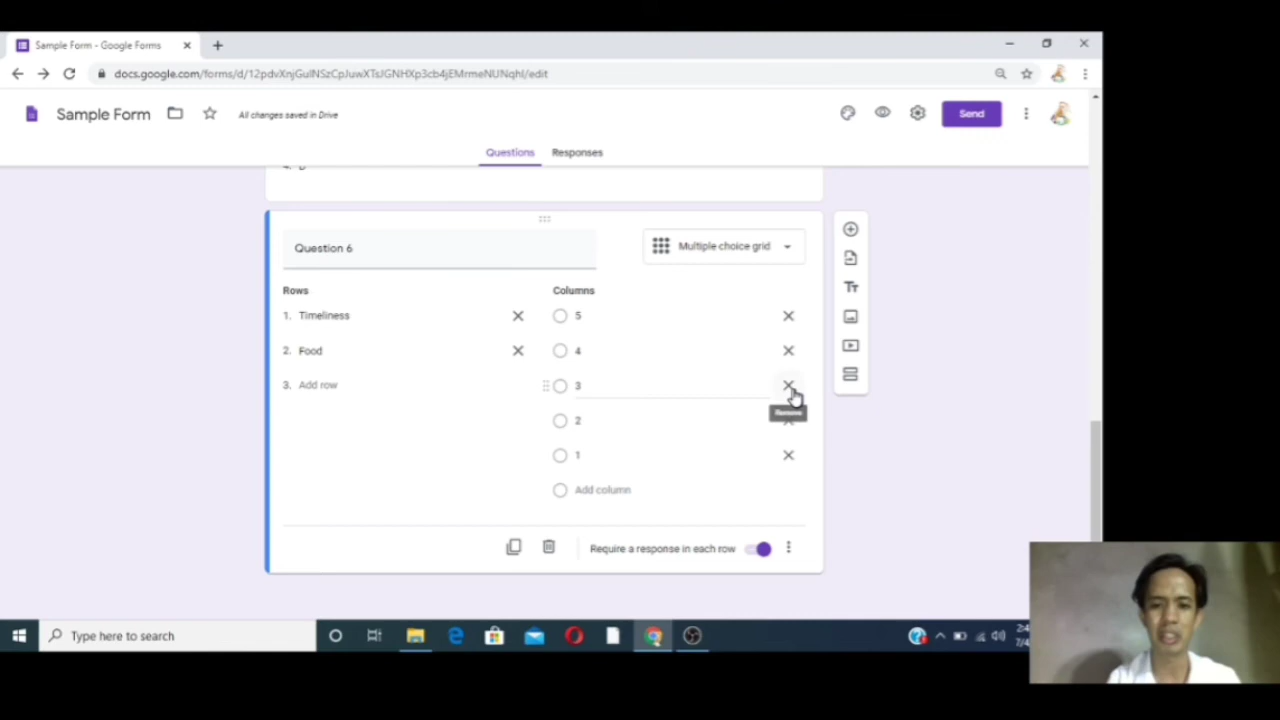 Sample Form - Google Forms
docs.google.com/forms/d/12pdvXnjGulNSzCpJuwXTsJGNHXp3cb4jEMrmeNUNqhI/edit
Sample Form
All changes saved in Drive
Send
Questions Responses
Question 6
Multiple choice grid
Rows
Columns
1. Timeliness
5
2. Food
4
3. Add row
3
Remove
2
1
Add column
Require a response in each row
Type here to search